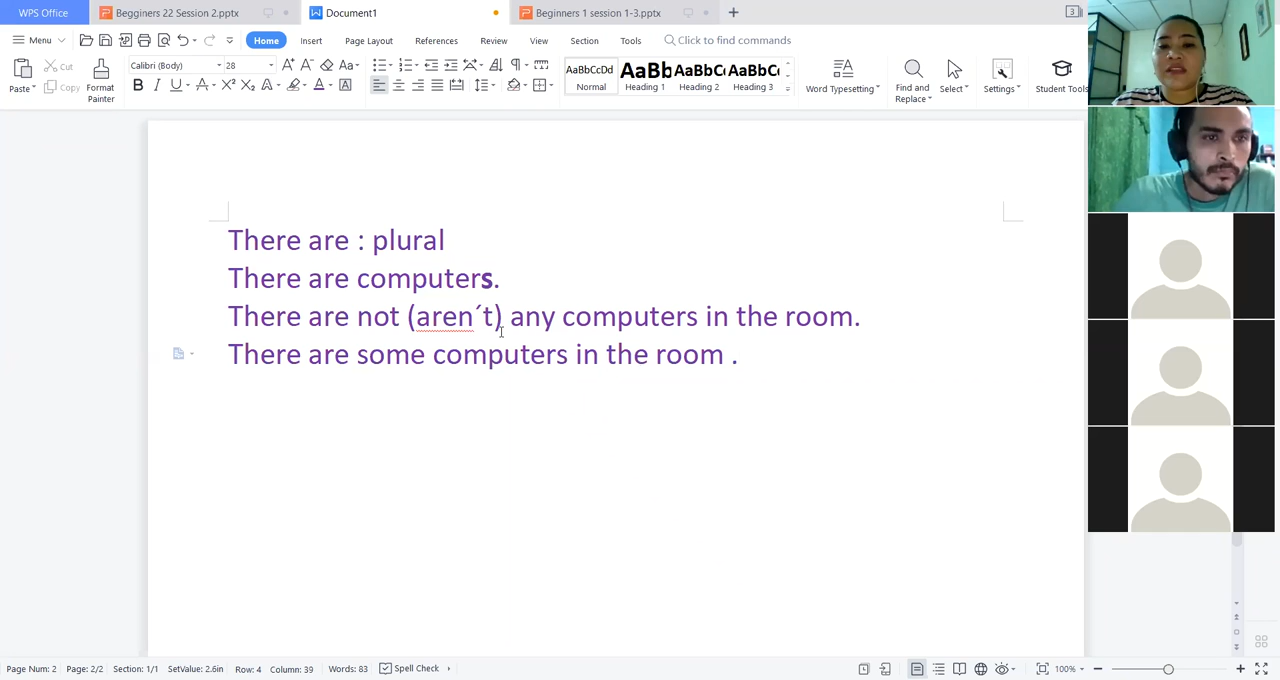 WPS Office
Begginers 22 Session 2.pptx
Document1
Beginners 1 session 1-3.pptx
3
Menu
Home
Insert
Page Layout
References
Review
View
Section
Tools
Click to find commands
Paste
Cut
Copy
Format Painter
Calibri (Body)
28
AaBbCcDd
Normal
AaBb
Heading 1
AaBbC
Heading 2
AaBbC
Heading 3
Word Typesetting
Find and Replace
Select
Settings
Student Tools
There are : plural
There are computers.
There are not (aren´t) any computers in the room.
There are some computers in the room .
Page Num: 2 Page: 2/2 Section: 1/1 SetValue: 2.6in Row: 4 Column: 39 Words: 83 Spell Check 100%